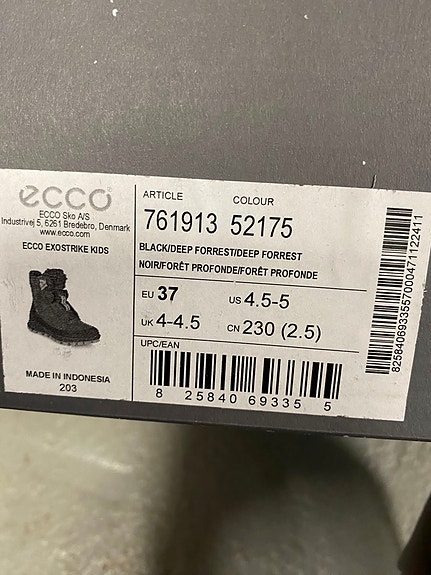 ecco
ECCO Sko A/S
Industrivej 5, 6261 Bredebro, Denmark
www.ecco.com
ECCO EXOSTRIKE KIDS
MADE IN INDONESIA
203
ARTICLE COLOUR
761913 52175
BLACK/DEEP FORREST/DEEP FORREST
NOIR/FORÊT PROFONDE/FORÊT PROFONDE
EU 37 US 4.5-5
UK 4-4.5 CN 230 (2.5)
UPC/EAN
8 25840 69335 5
825840693355700047112241​1